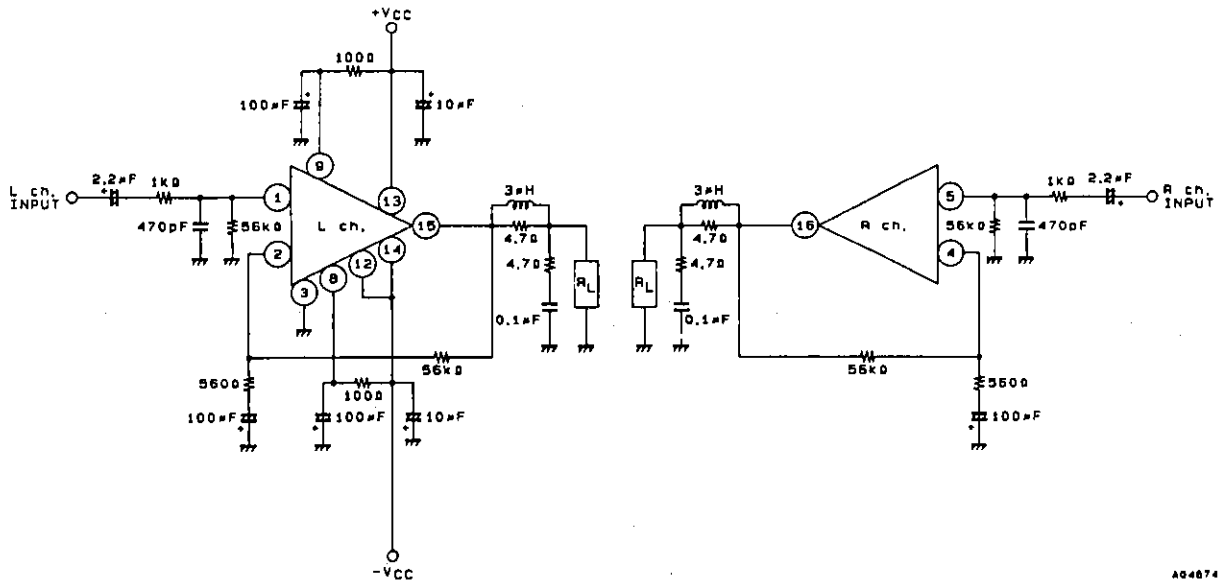 +VCC
100Ω
100μF
+
+
10μF
9
L ch.
INPUT
2.2μF
+
1kΩ
1
13
470pF
56kΩ
L ch.
15
2
14
12
8
3
3μH
4.7Ω
4.7Ω
RL
0.1μF
56kΩ
560Ω
100μF
+
100Ω
100μF
+
10μF
+
-VCC
3μH
16
4.7Ω
4.7Ω
RL
0.1μF
R ch.
5
4
1kΩ
2.2μF
+
R ch.
INPUT
56kΩ
470pF
56kΩ
560Ω
100μF
+
A04674